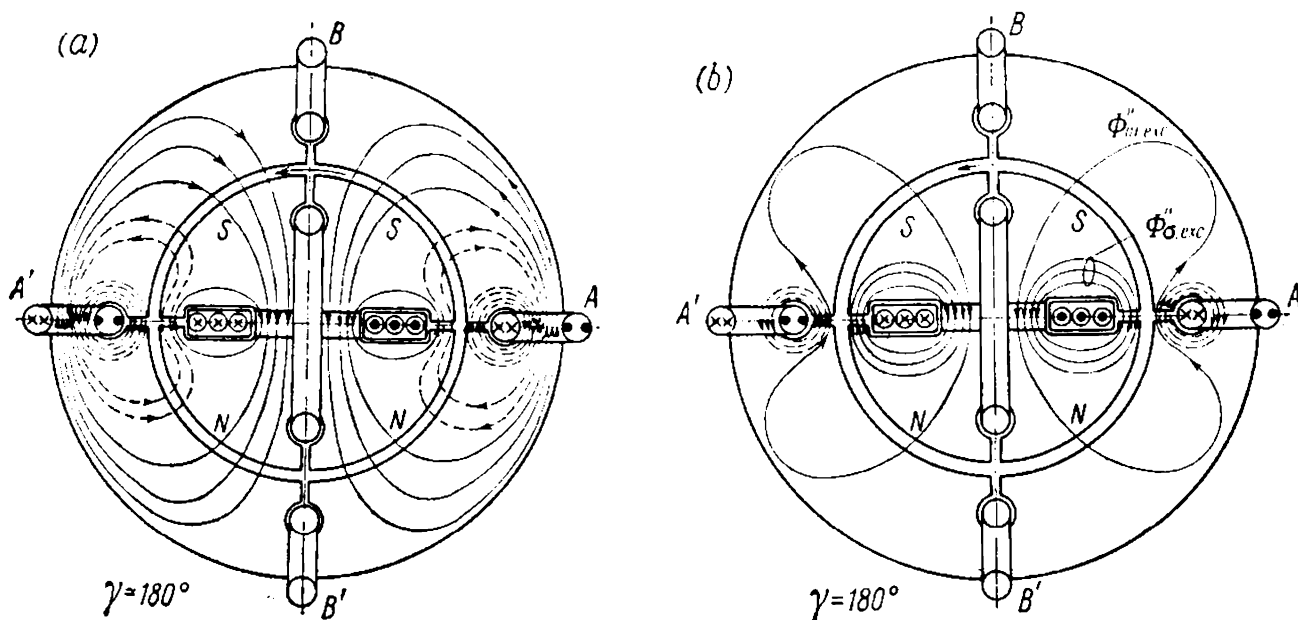 (a)
B
S S
A' A
N N
B'
γ≃180°
(b)
B
Φ''m.exc
S S
Φ''σ.exc
A' A
N N
B'
γ=180°